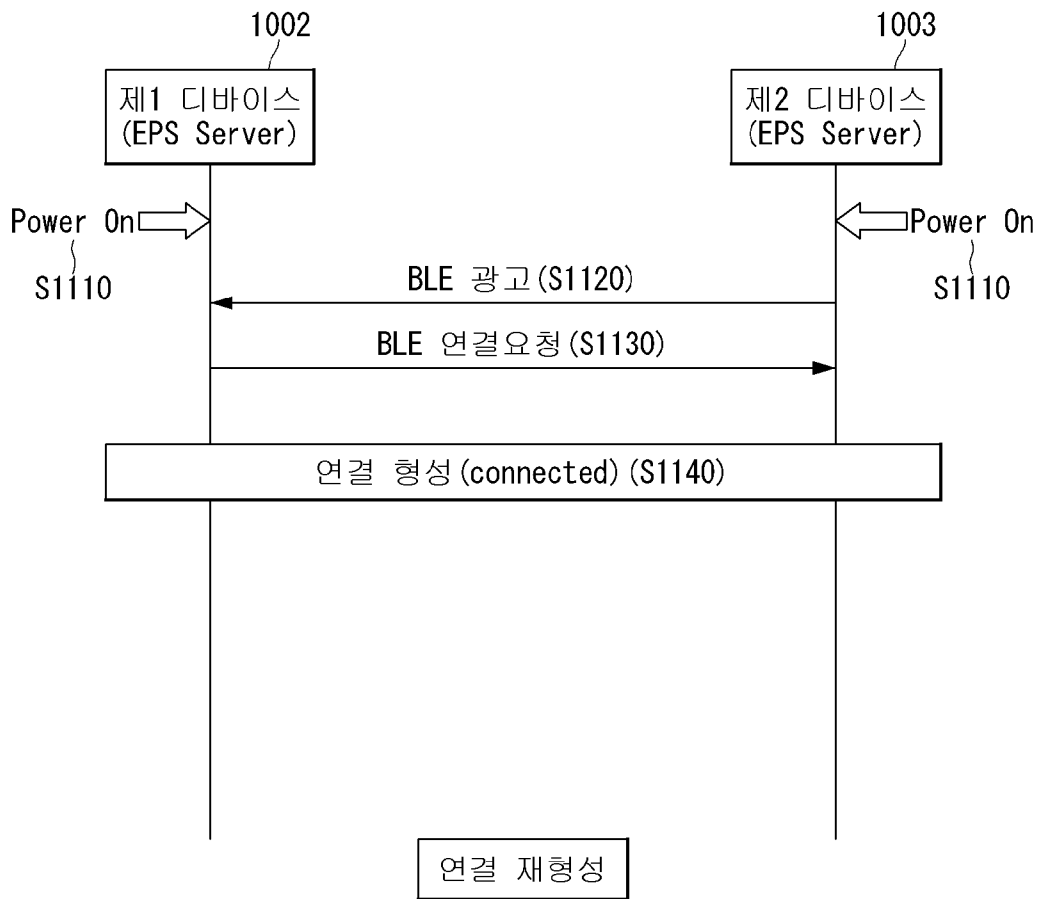 1002
1003
제1 디바이스
(EPS Server)
제2 디바이스
(EPS Server)
Power On
Power On
S1110
S1110
BLE 광고(S1120)
BLE 연결요청(S1130)
연결 형성(connected)(S1140)
연결 재형성